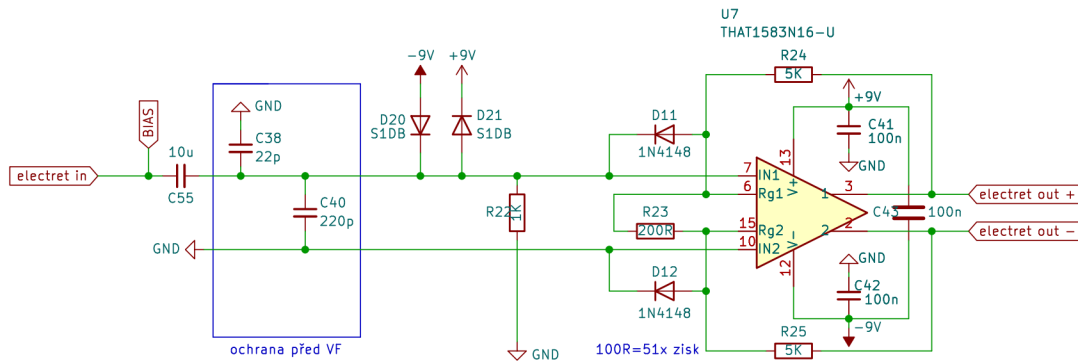 U7
THAT1583N16-U
R24
5K
-9V
+9V
+9V
GND
D20
S1DB
D21
S1DB
D11
1N4148
C41
100n
GND
BIAS
C38
22p
10u
C55
electret in
7
IN1
6
Rg1
13
V+
1
3
electret out +
C40
220p
R22
1K
R23
200R
15
Rg2
10
IN2
V-
12
2
2
C43
100n
electret out -
GND
GND
D12
1N4148
C42
100n
-9V
ochrana před VF
GND
100R=51x zisk
R25
5K